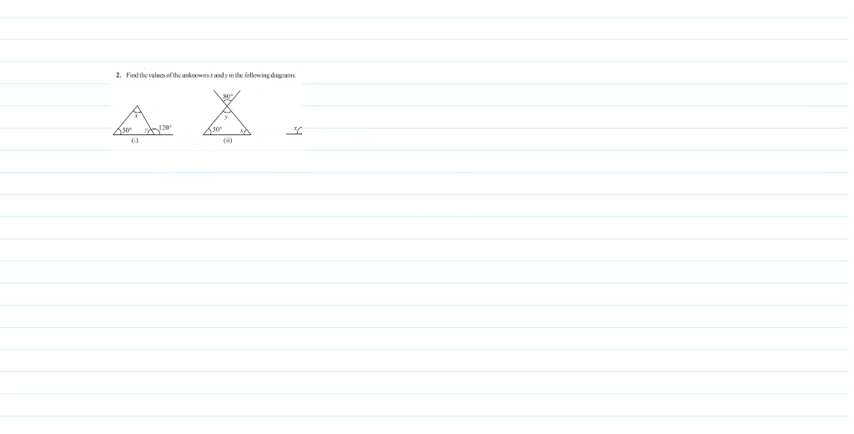 2. Find the values of the unknowns x and y in the following diagrams.
80°
x
y
50° y 120° 50° x
(i) (ii)